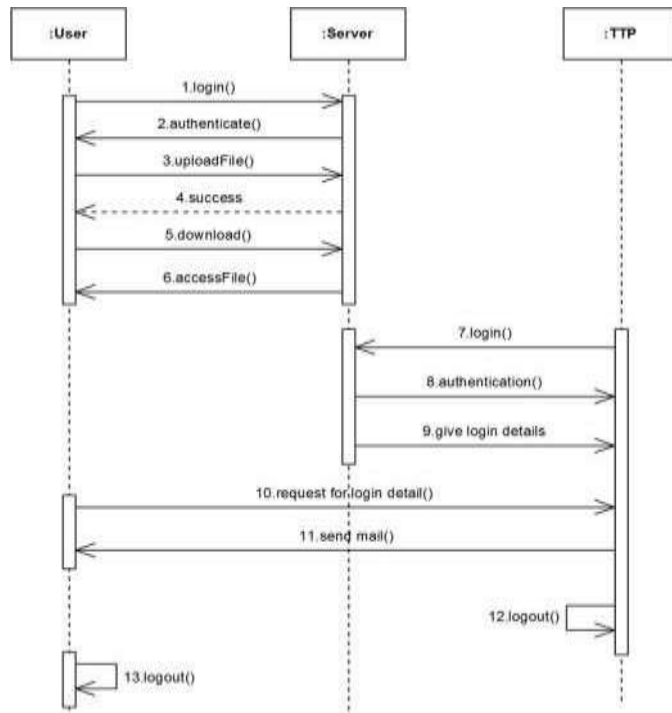 :User
:Server
:TTP
1.login()
2.authenticate()
3.uploadFile()
4.success
5.download()
6.accessFile()
7.login()
8.authentication()
9.give login details
10.request for login detail()
11.send mail()
12.logout()
13.logout()